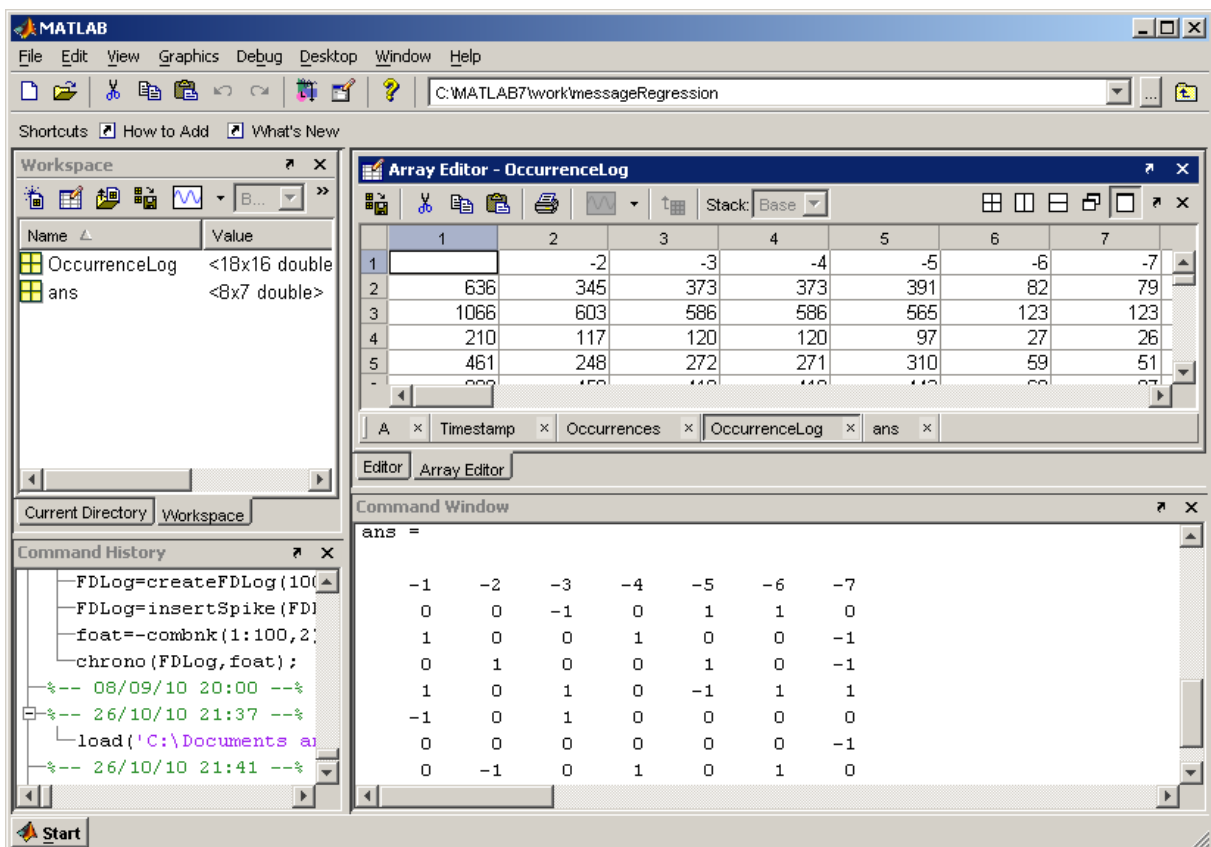 MATLAB
File Edit View Graphics Debug Desktop Window Help
C:\MATLAB7\work\messageRegression ...
Shortcuts How to Add What's New
Workspace
B... »
Name Value
OccurrenceLog <18x16 double
ans <8x7 double>
Current Directory Workspace
Command History
FDLog=createFDLog(100
FDLog=insertSpike(FDL
foat=-combnk(1:100,2)
chrono(FDLog,foat);
%-- 08/09/10 20:00 --%
%-- 26/10/10 21:37 --%
load('C:\Documents an
%-- 26/10/10 21:41 --%
Array Editor - OccurrenceLog
Stack: Base
1 2 3 4 5 6 7
1 -2 -3 -4 -5 -6 -7
2 636 345 373 373 391 82 79
3 1066 603 586 586 565 123 123
4 210 117 120 120 97 27 26
5 461 248 272 271 310 59 51
A Timestamp Occurrences OccurrenceLog ans
Editor Array Editor
Command Window
ans =
-1 -2 -3 -4 -5 -6 -7
0 0 -1 0 1 1 0
1 0 0 1 0 0 -1
0 1 0 0 1 0 -1
1 0 1 0 -1 1 1
-1 0 1 0 0 0 0
0 0 0 0 0 0 -1
0 -1 0 1 0 1 0
Start